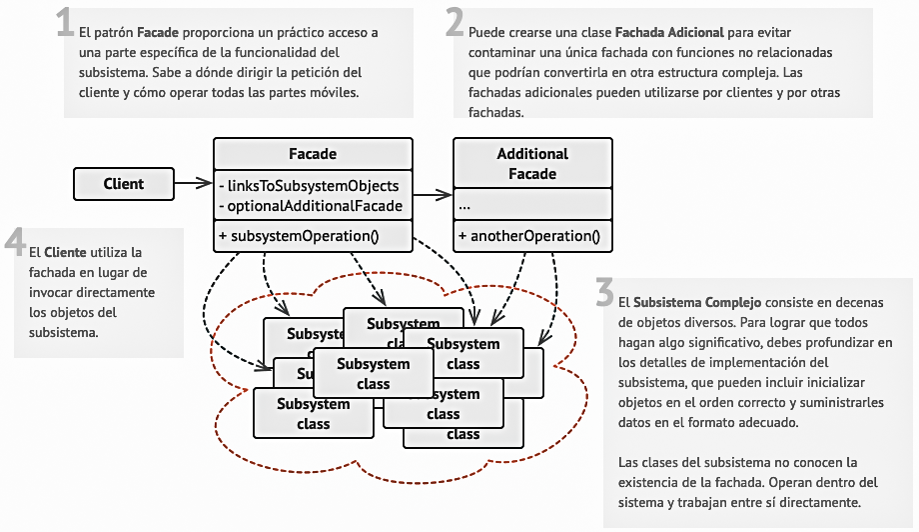 1
El patrón Facade proporciona un práctico acceso a
una parte específica de la funcionalidad del
subsistema. Sabe a dónde dirigir la petición del
cliente y cómo operar todas las partes móviles.
2
Puede crearse una clase Fachada Adicional para evitar
contaminar una única fachada con funciones no relacionadas
que podrían convertirla en otra estructura compleja. Las
fachadas adicionales pueden utilizarse por clientes y por otras
fachadas.
Client
Facade
- linksToSubsystemObjects
- optionalAdditionalFacade
+ subsystemOperation()
Additional
Facade
...
+ anotherOperation()
4
El Cliente utiliza la
fachada en lugar de
invocar directamente
los objetos del
subsistema.
Subsyste
c
Subsystem
cla
Subsystem
class
Su
Subsystem
class
Subsystem
class
ystem
class
class
3
El Subsistema Complejo consiste en decenas
de objetos diversos. Para lograr que todos
hagan algo significativo, debes profundizar en
los detalles de implementación del
subsistema, que pueden incluir inicializar
objetos en el orden correcto y suministrarles
datos en el formato adecuado.
Las clases del subsistema no conocen la
existencia de la fachada. Operan dentro del
sistema y trabajan entre sí directamente.